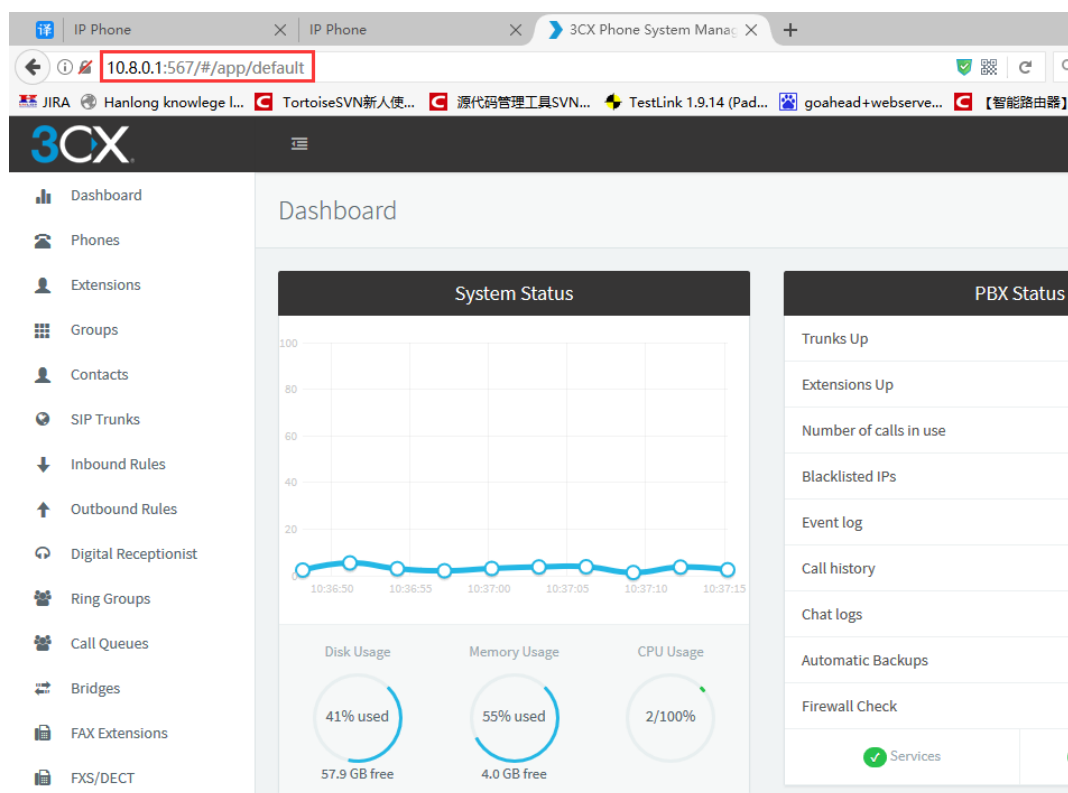 译 IP Phone IP Phone 3CX Phone System Manag
10.8.0.1:567/#/app/default
JIRA Hanlong knowlege l... TortoiseSVN新人使... 源代码管理工具SVN... TestLink 1.9.14 (Pad... goahead+webserve... 【智能路由器】
3CX
Dashboard
Phones
Extensions
Groups
Contacts
SIP Trunks
Inbound Rules
Outbound Rules
Digital Receptionist
Ring Groups
Call Queues
Bridges
FAX Extensions
FXS/DECT
Dashboard
System Status
100
80
60
40
20
0
10:36:50 10:36:55 10:37:00 10:37:05 10:37:10 10:37:15
Disk Usage Memory Usage CPU Usage
41% used 55% used 2/100%
57.9 GB free 4.0 GB free
PBX Status
Trunks Up
Extensions Up
Number of calls in use
Blacklisted IPs
Event log
Call history
Chat logs
Automatic Backups
Firewall Check
Services